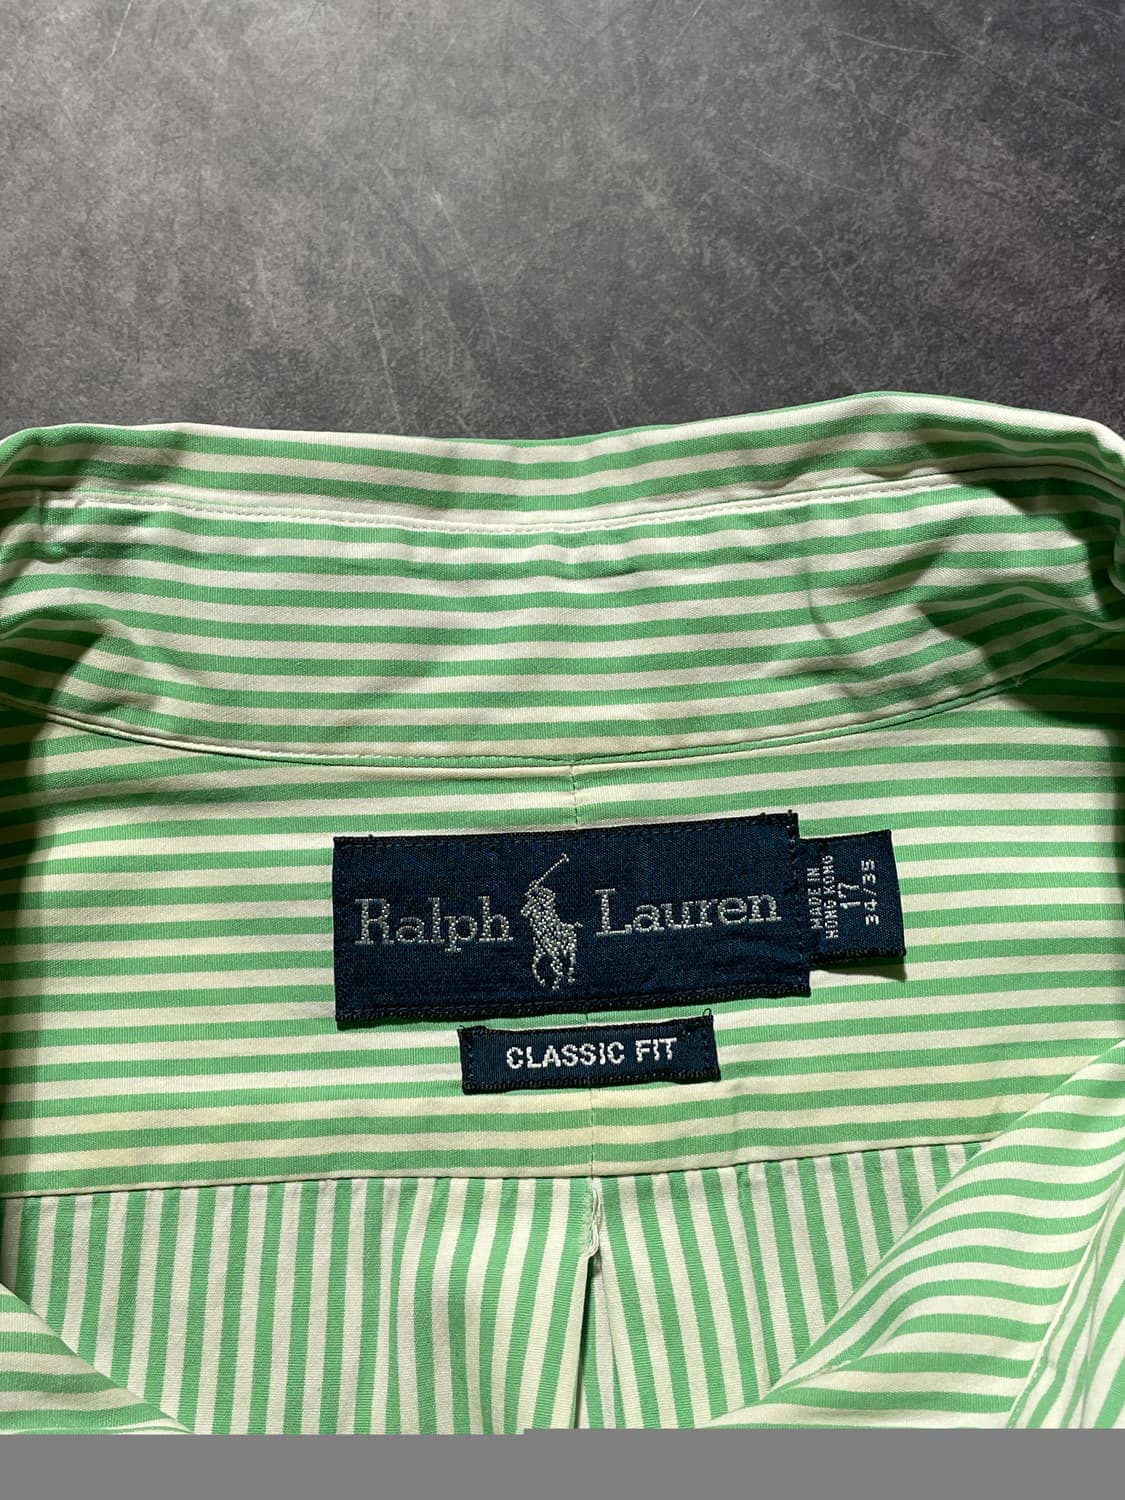 Ralph Lauren
CLASSIC FIT
MADE IN
HONG KONG
17
34/35